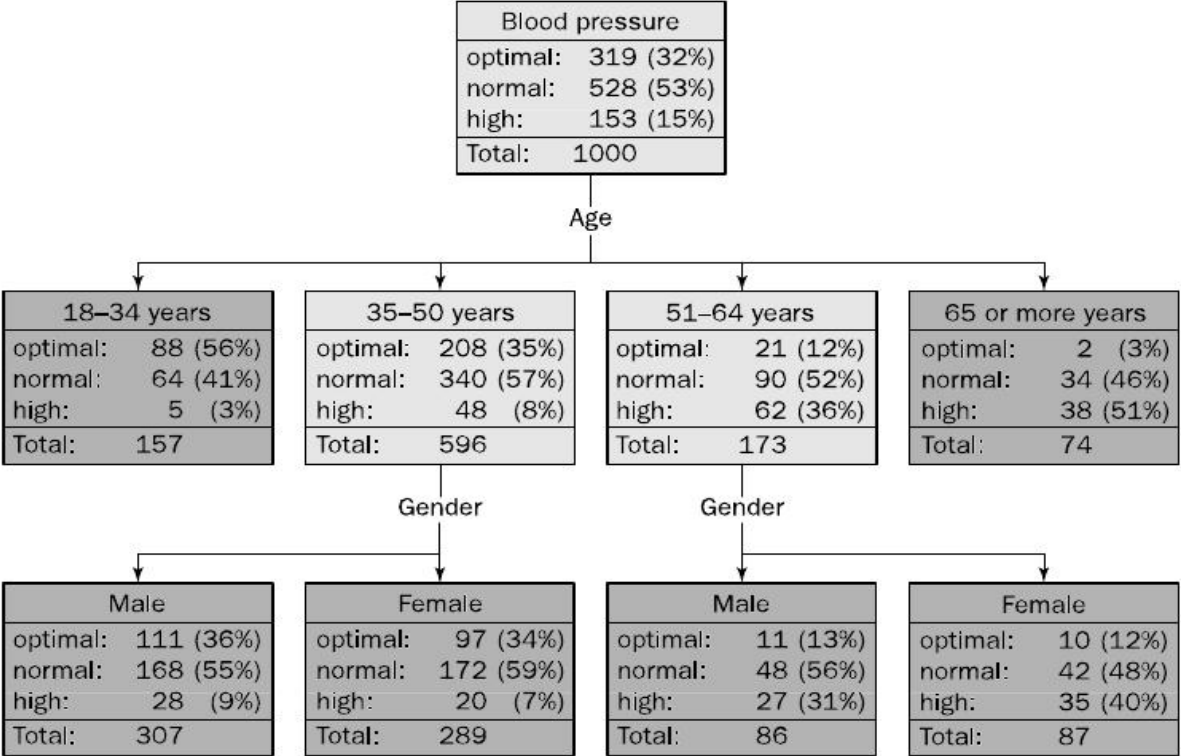 Blood pressure
optimal: 319 (32%)
normal: 528 (53%)
high: 153 (15%)
Total: 1000
Age
18–34 years
optimal: 88 (56%)
normal: 64 (41%)
high: 5 (3%)
Total: 157
35–50 years
optimal: 208 (35%)
normal: 340 (57%)
high: 48 (8%)
Total: 596
51–64 years
optimal: 21 (12%)
normal: 90 (52%)
high: 62 (36%)
Total: 173
65 or more years
optimal: 2 (3%)
normal: 34 (46%)
high: 38 (51%)
Total: 74
Gender
Gender
Male
optimal: 111 (36%)
normal: 168 (55%)
high: 28 (9%)
Total: 307
Female
optimal: 97 (34%)
normal: 172 (59%)
high: 20 (7%)
Total: 289
Male
optimal: 11 (13%)
normal: 48 (56%)
high: 27 (31%)
Total: 86
Female
optimal: 10 (12%)
normal: 42 (48%)
high: 35 (40%)
Total: 87